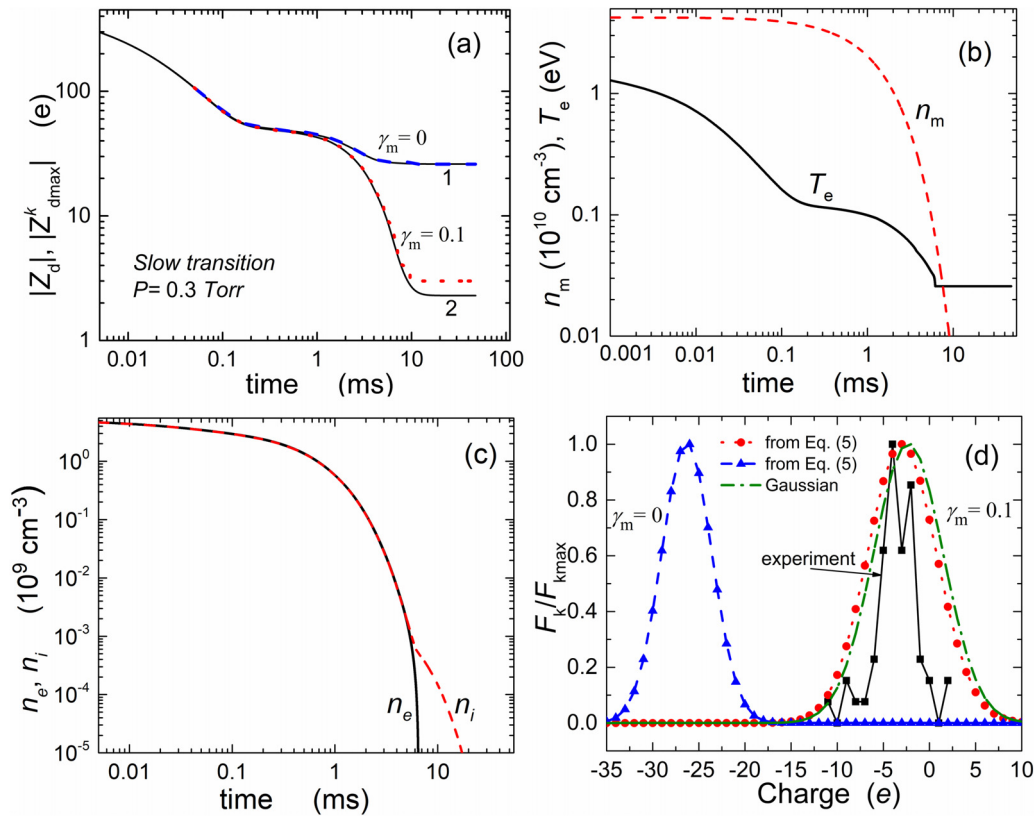 (a)
|Z_d|, |Z^k_dmax| (e)
100
10
1
γ_m = 0
1
γ_m = 0.1
2
Slow transition
P= 0.3 Torr
0.01 0.1 1 10 100
time (ms)
(b)
n_m (10^10 cm^-3), T_e (eV)
1
0.1
0.01
n_m
T_e
0.001 0.01 0.1 1 10
time (ms)
(c)
n_e, n_i (10^9 cm^−3)
10^0
10^-1
10^-2
10^-3
10^-4
10^-5
n_e n_i
0.01 0.1 1 10
time (ms)
(d)
F_k/F_kmax
1.0
0.8
0.6
0.4
0.2
0.0
from Eq. (5)
from Eq. (5)
Gaussian
γ_m = 0
γ_m = 0.1
experiment
-35 -30 -25 -20 -15 -10 -5 0 5 10
Charge (e)